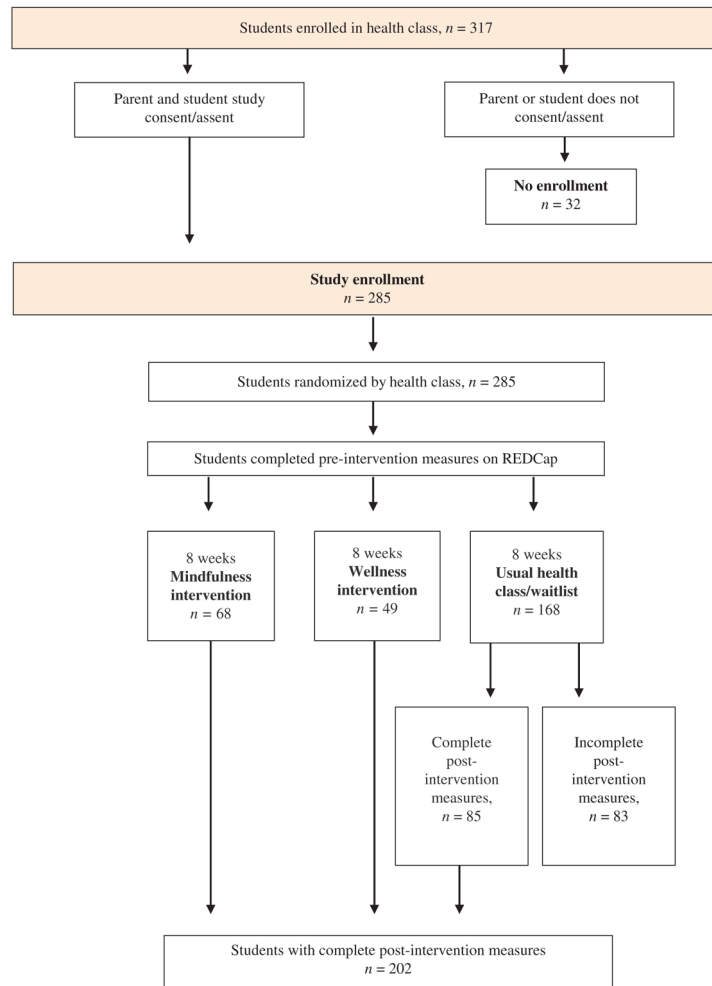 Students enrolled in health class, n = 317
Parent and student study
consent/assent
Parent or student does not
consent/assent
No enrollment
n = 32
Study enrollment
n = 285
Students randomized by health class, n = 285
Students completed pre-intervention measures on REDCap
8 weeks
Mindfulness
intervention
n = 68
8 weeks
Wellness
intervention
n = 49
8 weeks
Usual health
class/waitlist
n = 168
Complete
post-
intervention
measures,
n = 85
Incomplete
post-
intervention
measures,
n = 83
Students with complete post-intervention measures
n = 202